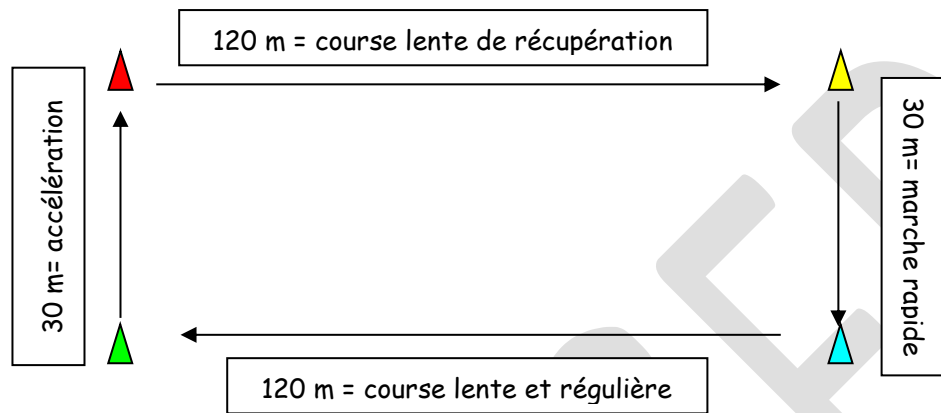 120 m = course lente de récupération
30 m= accélération
30 m= marche rapide
120 m = course lente et régulière